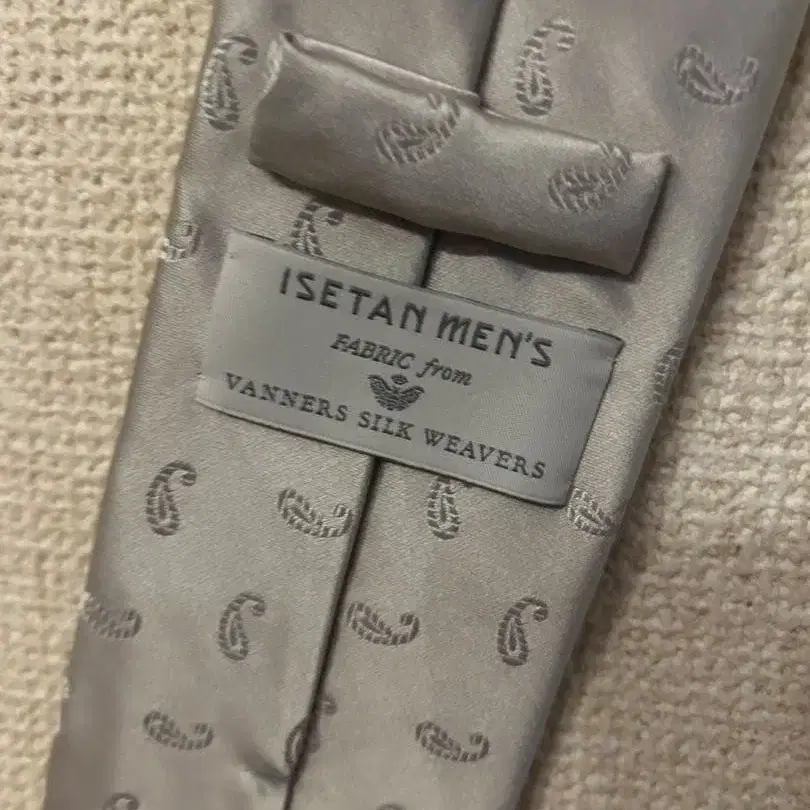 ISETAN MEN'S
FABRIC from
VANNERS SILK WEAVERS